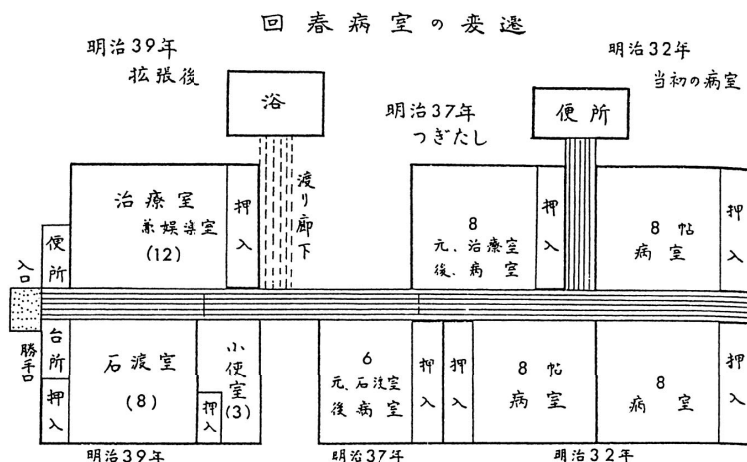 回春病室の変遷
明治39年
拡張後
明治37年
つぎたし
明治32年
当初の病室
浴
便所
渡り廊下
治療室
兼娯楽室
(12)
押入
8
元、治療室
後、病室
押入
8帖
病室
押入
便所
入口
勝手口
台所
押入
石渡室
(8)
小使室
(3)
押入
6
元、石渡室
後病室
押入
押入
8帖
病室
8
病室
押入
明治39年
明治37年
明治32年